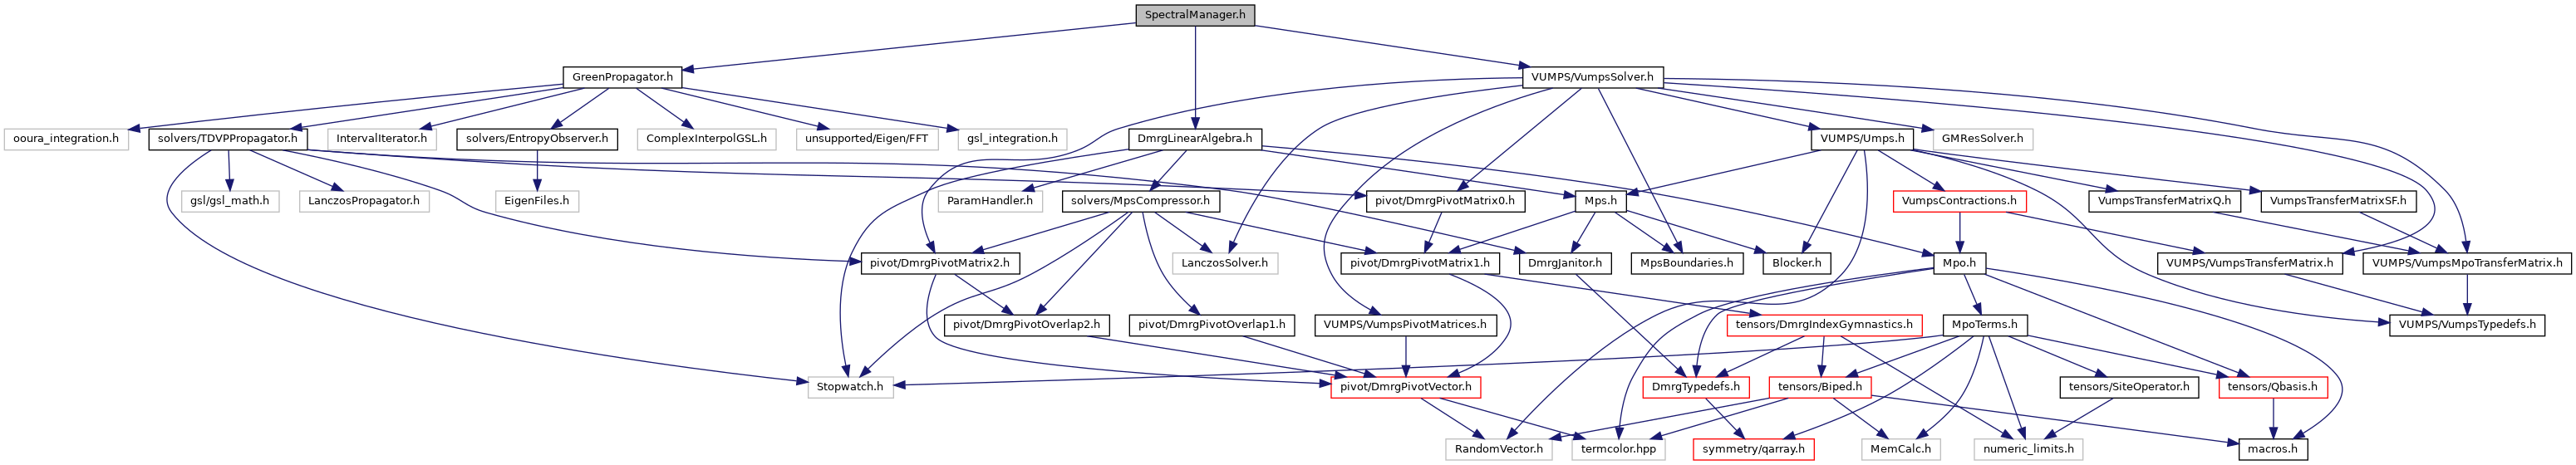 SpectralManager.h
GreenPropagator.h
VUMPS/VumpsSolver.h
ooura_integration.h
solvers/TDVPPropagator.h
IntervalIterator.h
solvers/EntropyObserver.h
ComplexInterpolGSL.h
unsupported/Eigen/FFT
gsl_integration.h
DmrgLinearAlgebra.h
VUMPS/Umps.h
GMResSolver.h
gsl/gsl_math.h
LanczosPropagator.h
EigenFiles.h
ParamHandler.h
solvers/MpsCompressor.h
pivot/DmrgPivotMatrix0.h
Mps.h
VumpsContractions.h
VumpsTransferMatrixQ.h
VumpsTransferMatrixSF.h
pivot/DmrgPivotMatrix2.h
LanczosSolver.h
pivot/DmrgPivotMatrix1.h
DmrgJanitor.h
MpsBoundaries.h
Blocker.h
Mpo.h
VUMPS/VumpsTransferMatrix.h
VUMPS/VumpsMpoTransferMatrix.h
pivot/DmrgPivotOverlap2.h
pivot/DmrgPivotOverlap1.h
VUMPS/VumpsPivotMatrices.h
tensors/DmrgIndexGymnastics.h
MpoTerms.h
VUMPS/VumpsTypedefs.h
Stopwatch.h
pivot/DmrgPivotVector.h
DmrgTypedefs.h
tensors/Biped.h
tensors/SiteOperator.h
tensors/Qbasis.h
RandomVector.h
termcolor.hpp
symmetry/qarray.h
MemCalc.h
numeric_limits.h
macros.h